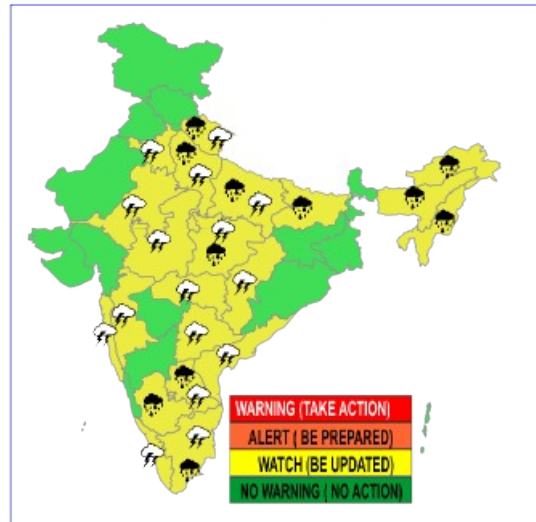 WARNING (TAKE ACTION)
ALERT ( BE PREPARED)
WATCH (BE UPDATED)
NO WARNING ( NO ACTION)